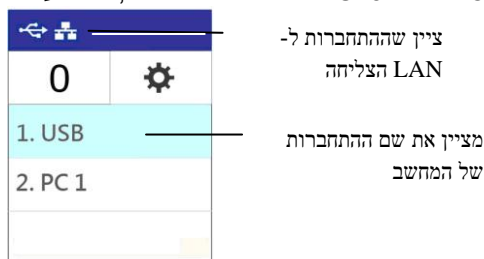 ציין שההתחברות ל-
LAN הצליחה
0
1. USB
מציין את שם ההתחברות
של המחשב
2. PC 1